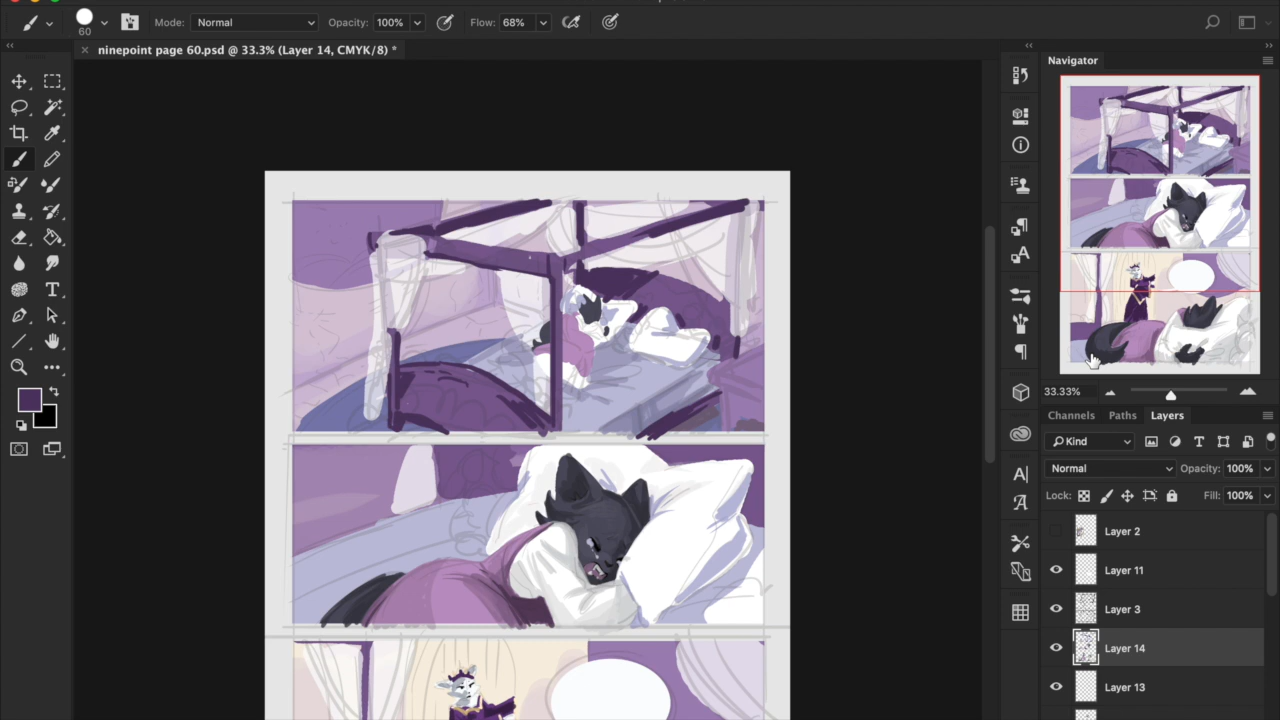 Mode: Normal Opacity: 100% Flow: 68%
60
ninepoint page 60.psd @ 33.3% (Layer 14, CMYK/8) *
Navigator
33.33%
Channels Paths Layers
Kind
Normal Opacity: 100%
Lock: Fill: 100%
Layer 2
Layer 11
Layer 3
Layer 14
Layer 13